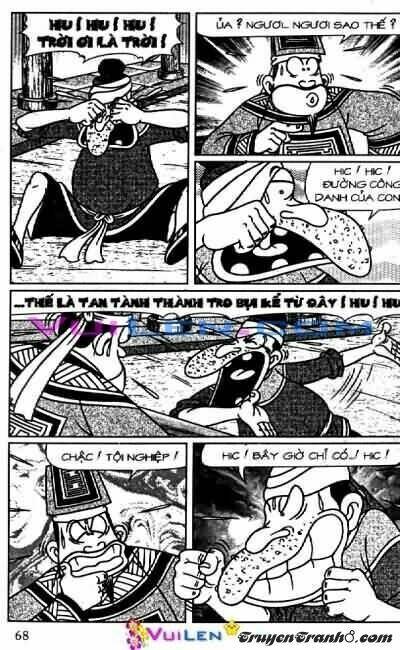 HU ! HU ! HU !
TRỜI ƠI LÀ TRỜI !
ỦA ? NGƯƠI.. NGƯƠI SAO THẾ ?
HIC ! HIC !
ĐƯỜNG CÔNG
DANH CỦA CON
...THẾ LÀ TAN TÀNH THÀNH TRO BỤI KỂ TỪ ĐÂY ! HU ! HU
VUILEN.COM
CHẬC ! TỘI NGHIỆP !
HIC ! BÂY GIỜ CHỈ CÓ...! HIC !
68
VUILEN
TruyenTranh8.com